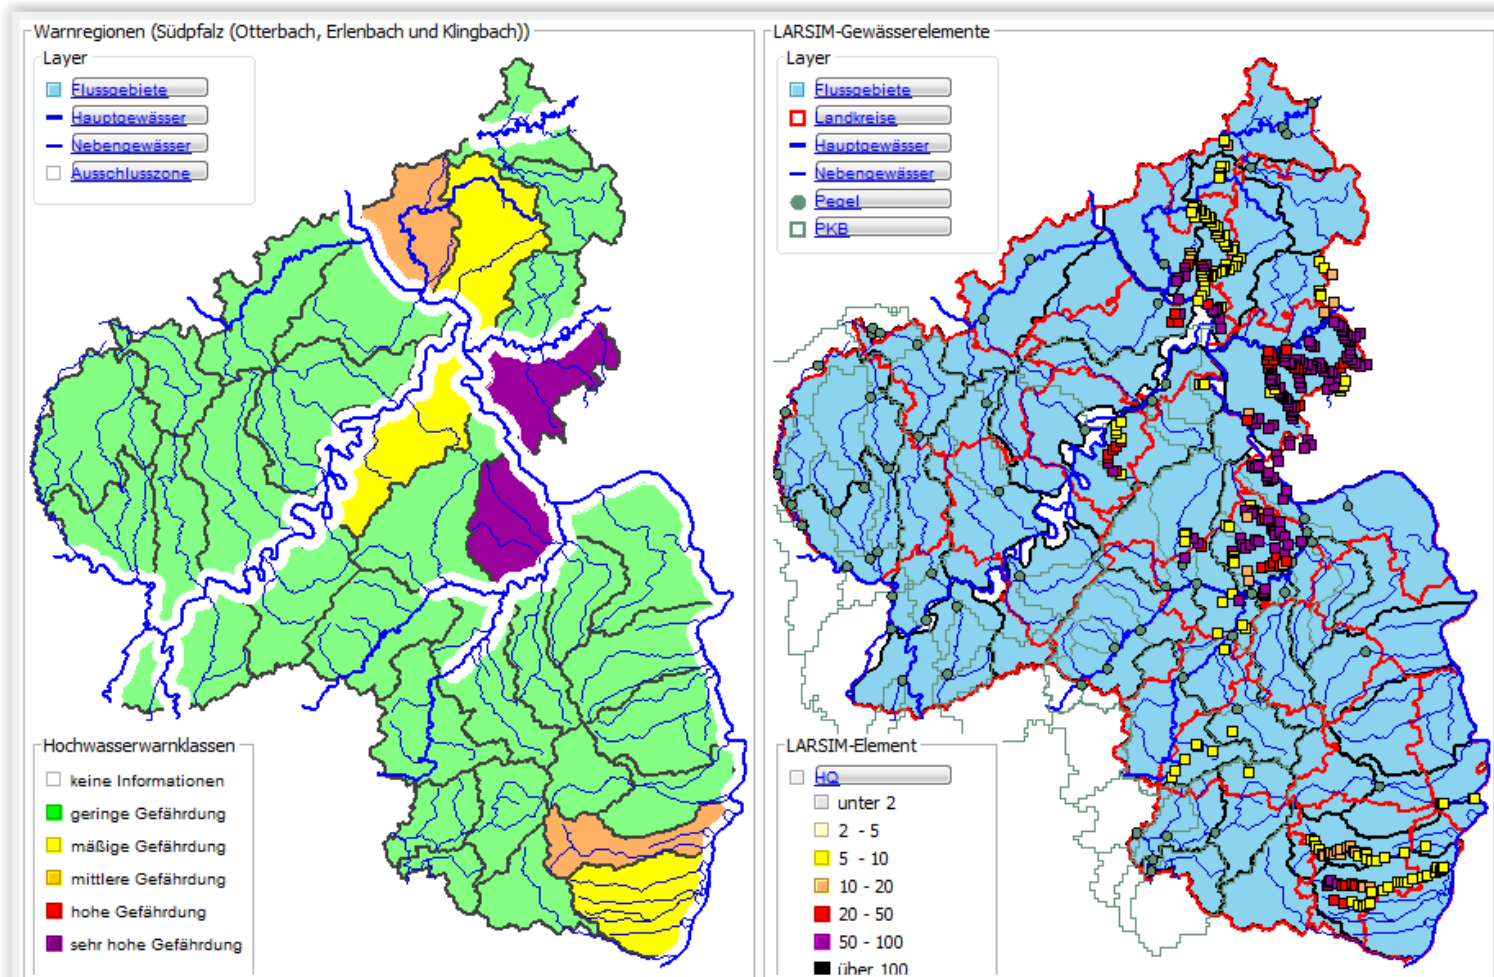 Warnregionen (Südpfalz (Otterbach, Erlenbach und Klingbach))
Layer
Flussgebiete
Hauptgewässer
Nebengewässer
Ausschlusszone
Hochwasserwarnklassen
keine Informationen
geringe Gefährdung
mäßige Gefährdung
mittlere Gefährdung
hohe Gefährdung
sehr hohe Gefährdung
LARSIM-Gewässerelemente
Layer
Flussgebiete
Landkreise
Hauptgewässer
Nebengewässer
Pegel
PKB
LARSIM-Element
HQ
unter 2
2 - 5
5 - 10
10 - 20
20 - 50
50 - 100
über 100